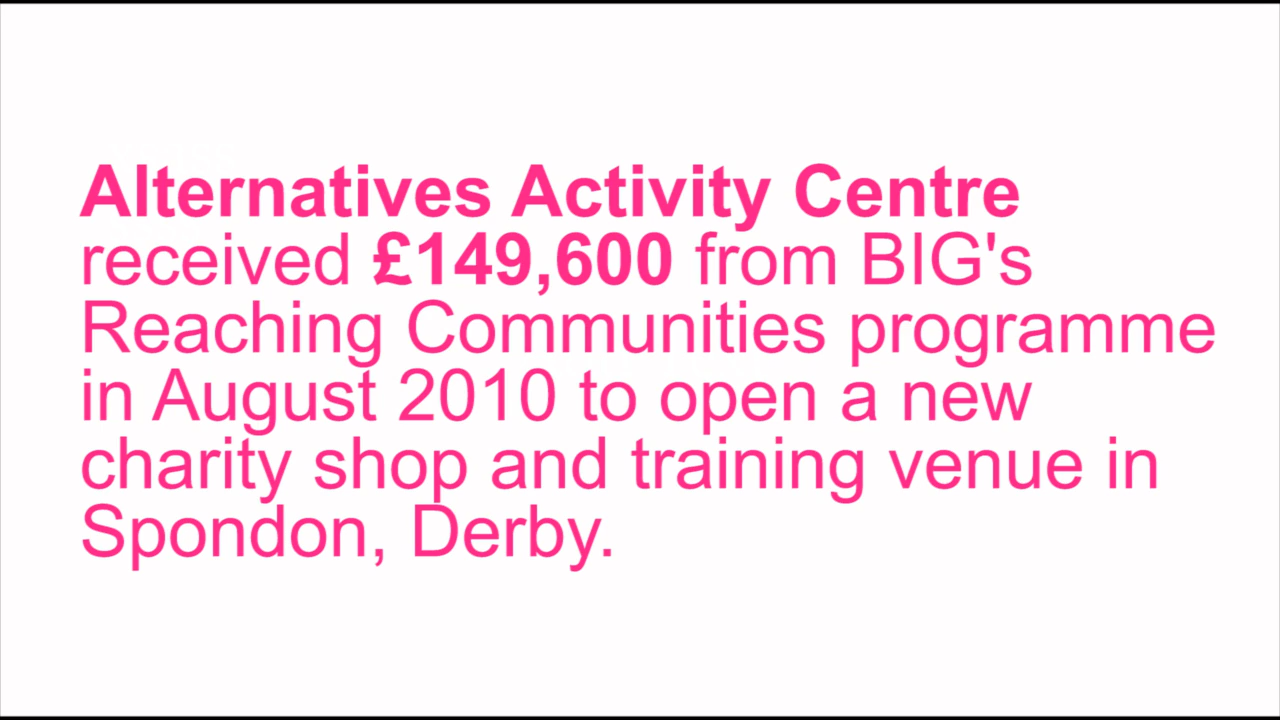 Alternatives Activity Centre
received £149,600 from BIG's
Reaching Communities programme
in August 2010 to open a new
charity shop and training venue in
Spondon, Derby.